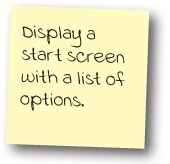 Display a
start screen
with a list of
options.